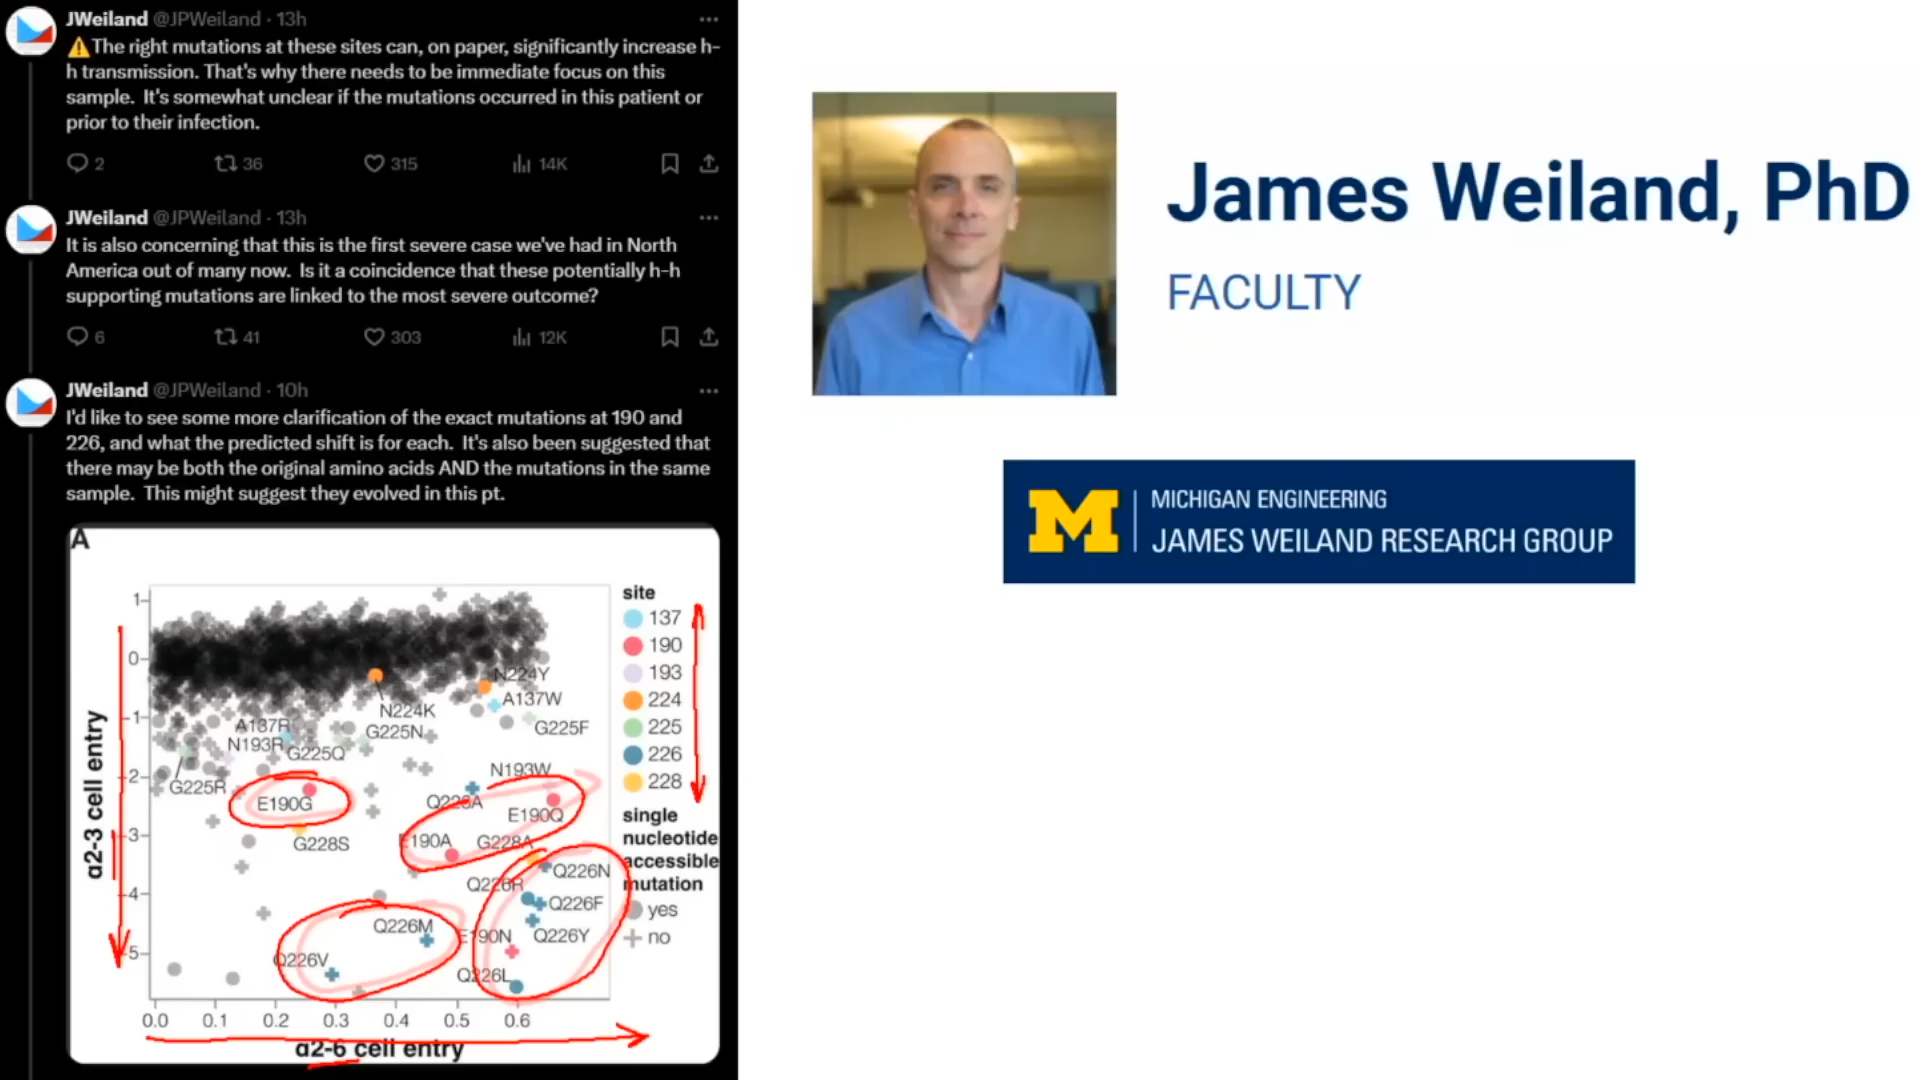 JWeiland @JPWeiland · 13h
⚠️The right mutations at these sites can, on paper, significantly increase h-
h transmission. That's why there needs to be immediate focus on this
sample. It's somewhat unclear if the mutations occurred in this patient or
prior to their infection.
2 36 315 14K
JWeiland @JPWeiland · 13h
It is also concerning that this is the first severe case we've had in North
America out of many now. Is it a coincidence that these potentially h-h
supporting mutations are linked to the most severe outcome?
6 41 303 12K
JWeiland @JPWeiland · 10h
I'd like to see some more clarification of the exact mutations at 190 and
226, and what the predicted shift is for each. It's also been suggested that
there may be both the original amino acids AND the mutations in the same
sample. This might suggest they evolved in this pt.
A
1
0
-1
-2
-3
-4
-5
α2-3 cell entry
N224Y
A137W
N224K
G225F
A137R
G225N
N193R
G225Q
N193W
G225R
E190G
Q226A
E190Q
G228S
E190A
G228A
Q226N
Q226R
Q226F
Q226M
E190N
Q226Y
Q226V
Q226L
0.0 0.1 0.2 0.3 0.4 0.5 0.6
α2-6 cell entry
site
137
190
193
224
225
226
228
single
nucleotide
accessible
mutation
yes
no
James Weiland, PhD
FACULTY
M
MICHIGAN ENGINEERING
JAMES WEILAND RESEARCH GROUP